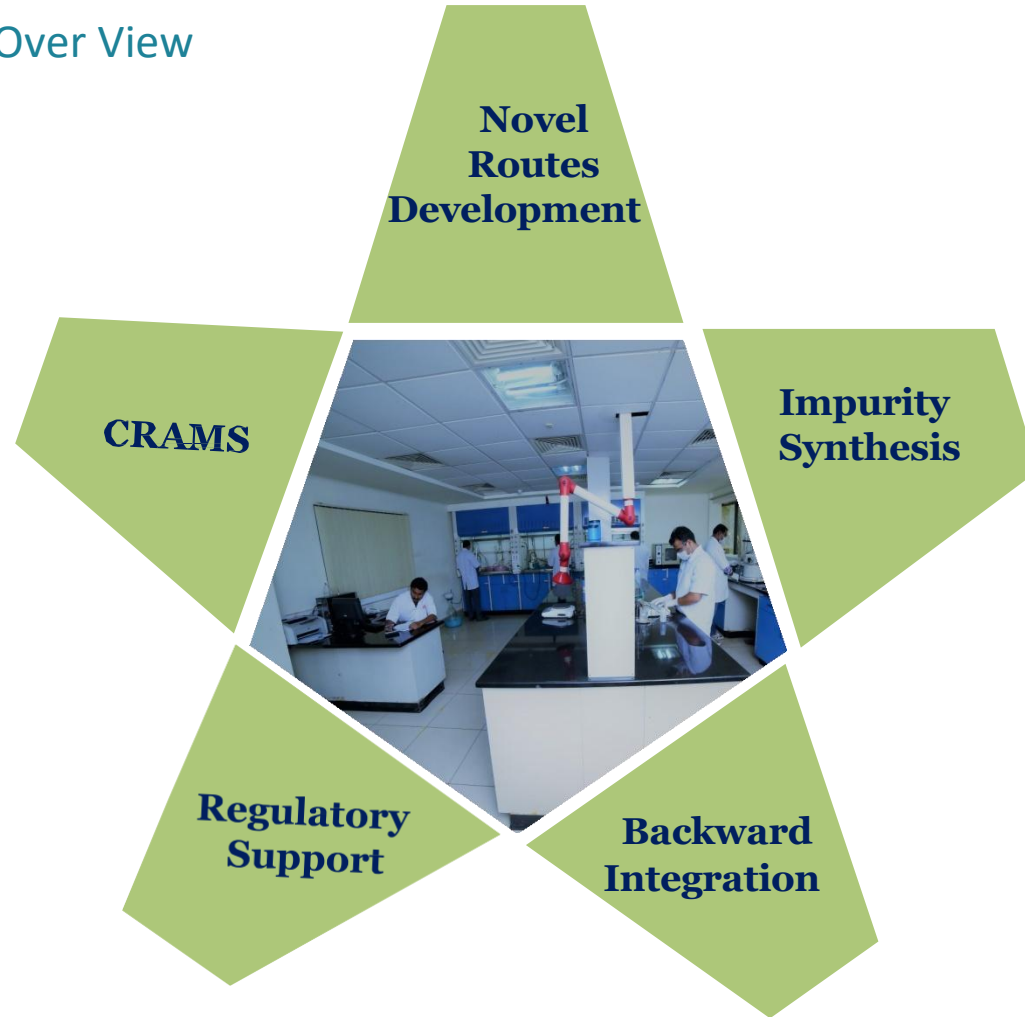 Over View
Novel
Routes
Development
CRAMS
Impurity
Synthesis
Regulatory
Support
Backward
Integration